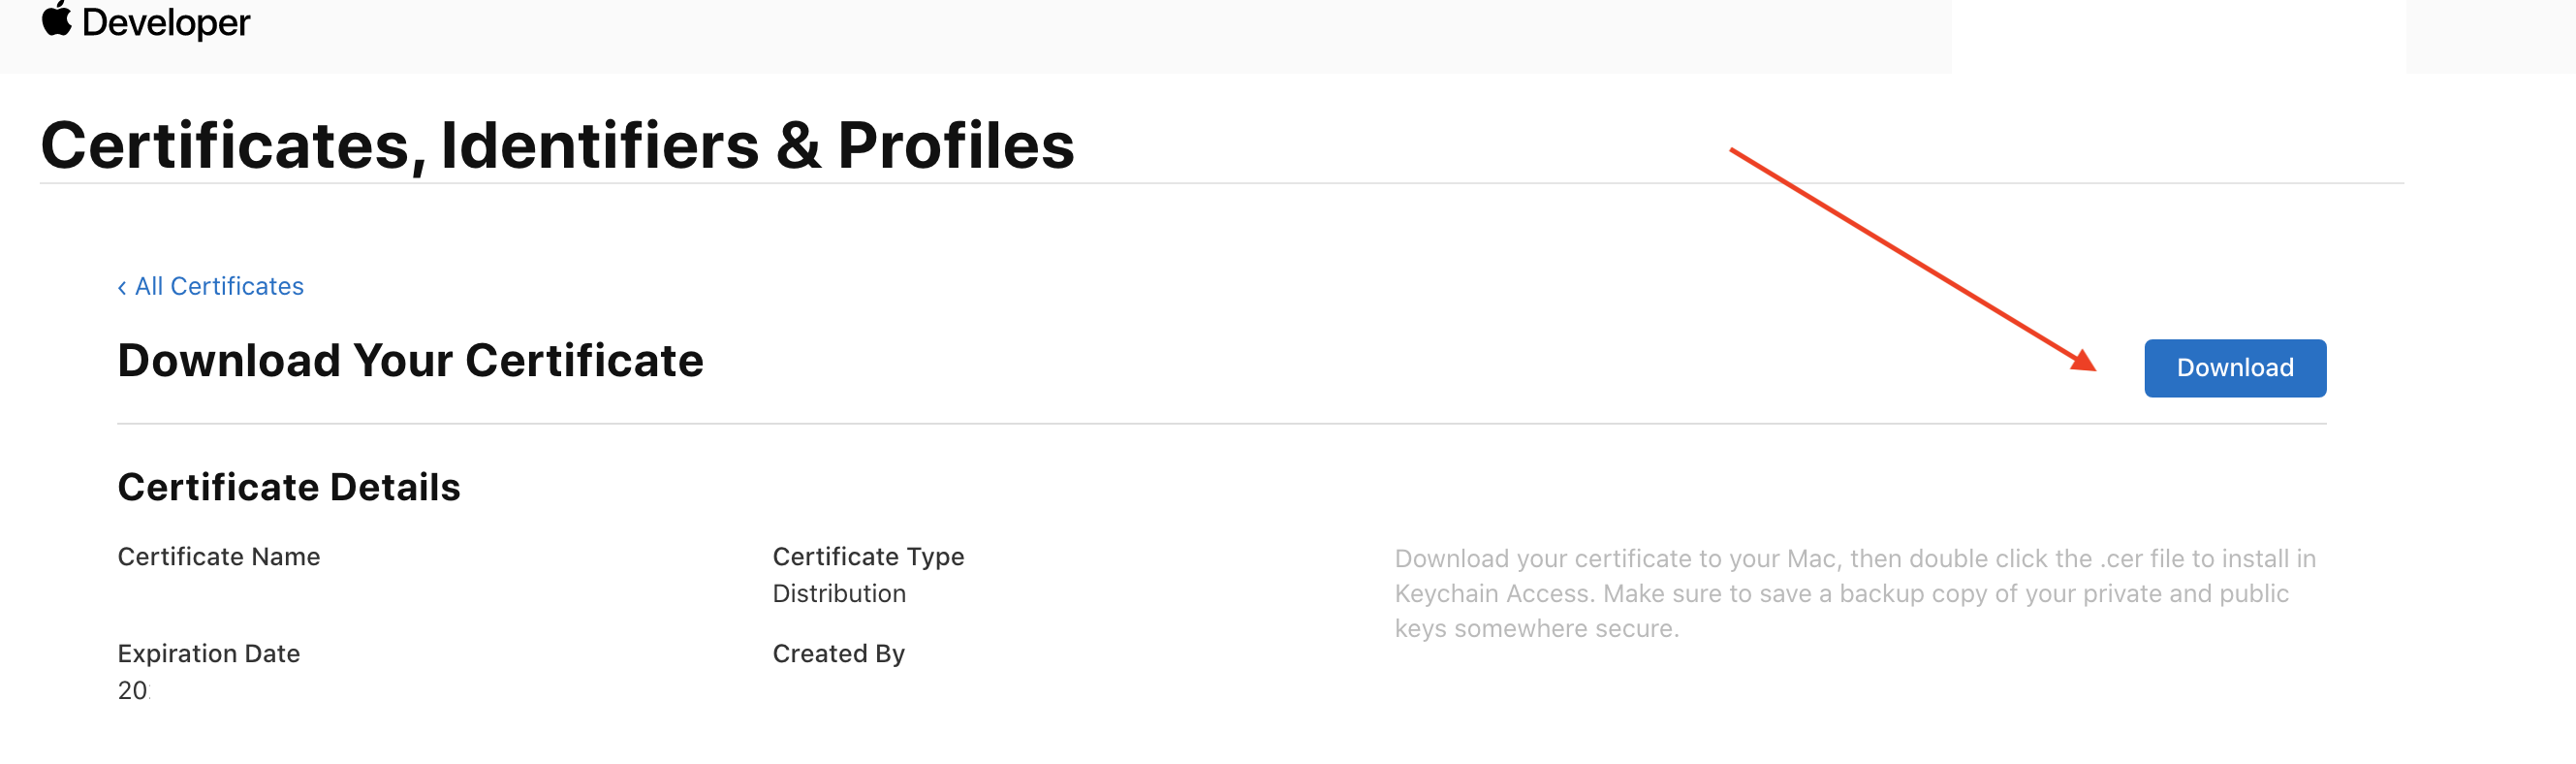 Developer
Certificates, Identifiers & Profiles
‹ All Certificates
Download Your Certificate
Download
Certificate Details
Certificate Name
Certificate Type
Distribution
Download your certificate to your Mac, then double click the .cer file to install in
Keychain Access. Make sure to save a backup copy of your private and public
keys somewhere secure.
Expiration Date
20
Created By